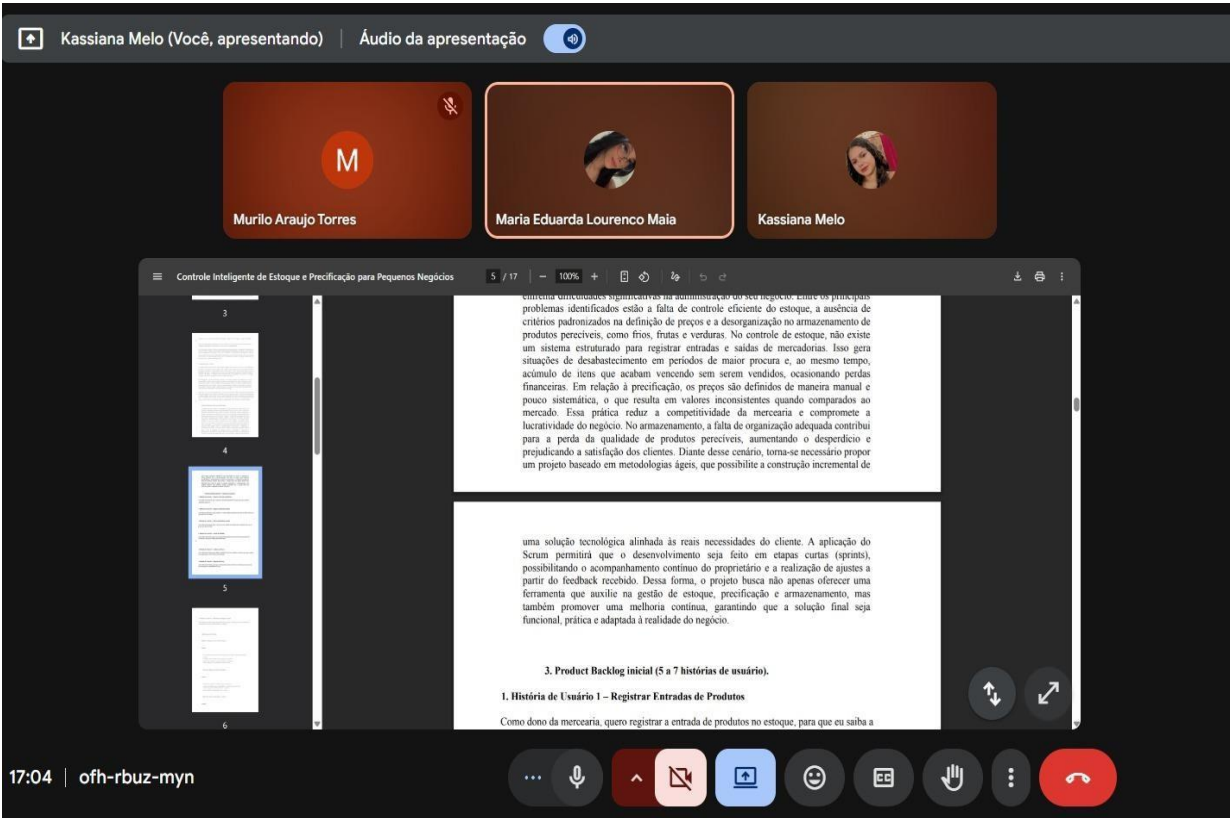 Kassiana Melo (Você, apresentando) | Áudio da apresentação
M
Murilo Araujo Torres
Maria Eduarda Lourenco Maia
Kassiana Melo
Controle Inteligente de Estoque e Precificação para Pequenos Negócios
5 / 17
100%
3
4
5
6
enfrenta dificuldades significativas na administração do seu negócio. Entre os principais
problemas identificados estão a falta de controle eficiente do estoque, a ausência de
critérios padronizados na definição de preços e a desorganização no armazenamento de
produtos perecíveis, como frios, frutas e verduras. No controle de estoque, não existe
um sistema estruturado para registrar entradas e saídas de mercadorias. Isso gera
situações de desabastecimento em períodos de maior procura e, ao mesmo tempo,
acúmulo de itens que acabam vencendo sem serem vendidos, ocasionando perdas
financeiras. Em relação à precificação, os preços são definidos de maneira manual e
pouco sistemática, o que resulta em valores inconsistentes quando comparados ao
mercado. Essa prática reduz a competitividade da mercearia e compromete a
lucratividade do negócio. No armazenamento, a falta de organização adequada contribui
para a perda da qualidade de produtos perecíveis, aumentando o desperdício e
prejudicando a satisfação dos clientes. Diante desse cenário, torna-se necessário propor
um projeto baseado em metodologias ágeis, que possibilite a construção incremental de
uma solução tecnológica alinhada às reais necessidades do cliente. A aplicação do
Scrum permitirá que o desenvolvimento seja feito em etapas curtas (sprints),
possibilitando o acompanhamento contínuo do proprietário e a realização de ajustes a
partir do feedback recebido. Dessa forma, o projeto busca não apenas oferecer uma
ferramenta que auxilie na gestão de estoque, precificação e armazenamento, mas
também promover uma melhoria contínua, garantindo que a solução final seja
funcional, prática e adaptada à realidade do negócio.
3. Product Backlog inicial (5 a 7 histórias de usuário).
1. História de Usuário 1 – Registrar Entradas de Produtos
Como dono da mercearia, quero registrar a entrada de produtos no estoque, para que eu saiba a
17:04 | ofh-rbuz-myn